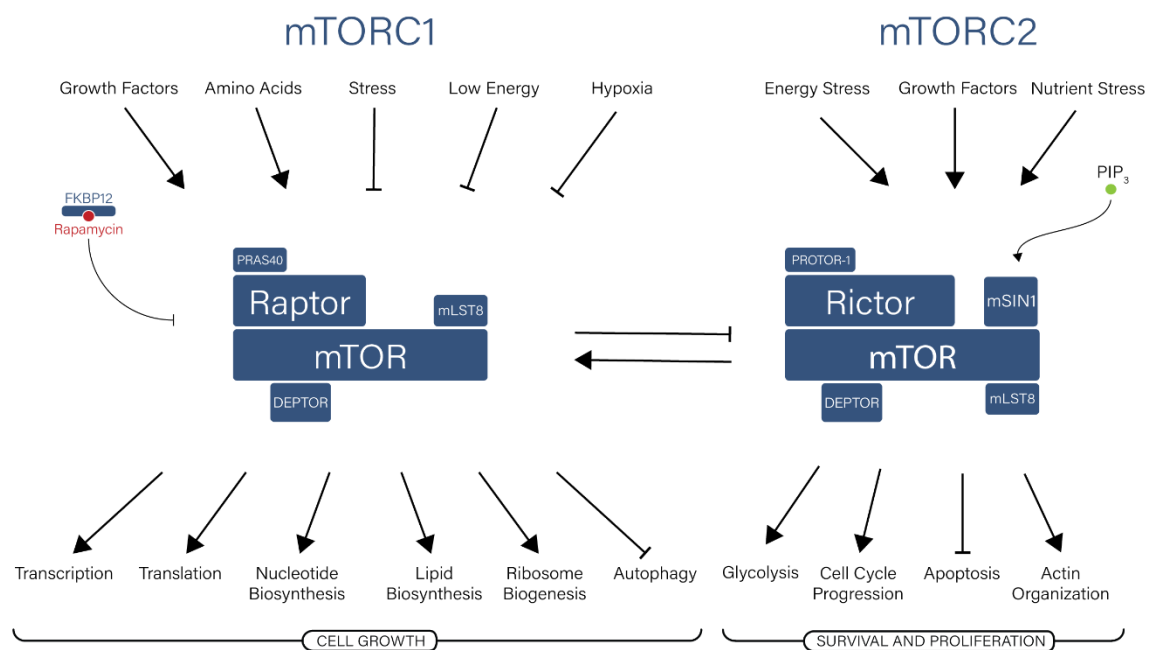 mTORC1
mTORC2
Growth Factors
Amino Acids
Stress
Low Energy
Hypoxia
Energy Stress
Growth Factors
Nutrient Stress
FKBP12
Rapamycin
PIP3
PRAS40
Raptor
mLST8
mTOR
DEPTOR
PROTOR-1
Rictor
mSIN1
mTOR
DEPTOR
mLST8
Transcription
Translation
Nucleotide
Biosynthesis
Lipid
Biosynthesis
Ribosome
Biogenesis
Autophagy
Glycolysis
Cell Cycle
Progression
Apoptosis
Actin
Organization
CELL GROWTH
SURVIVAL AND PROLIFERATION